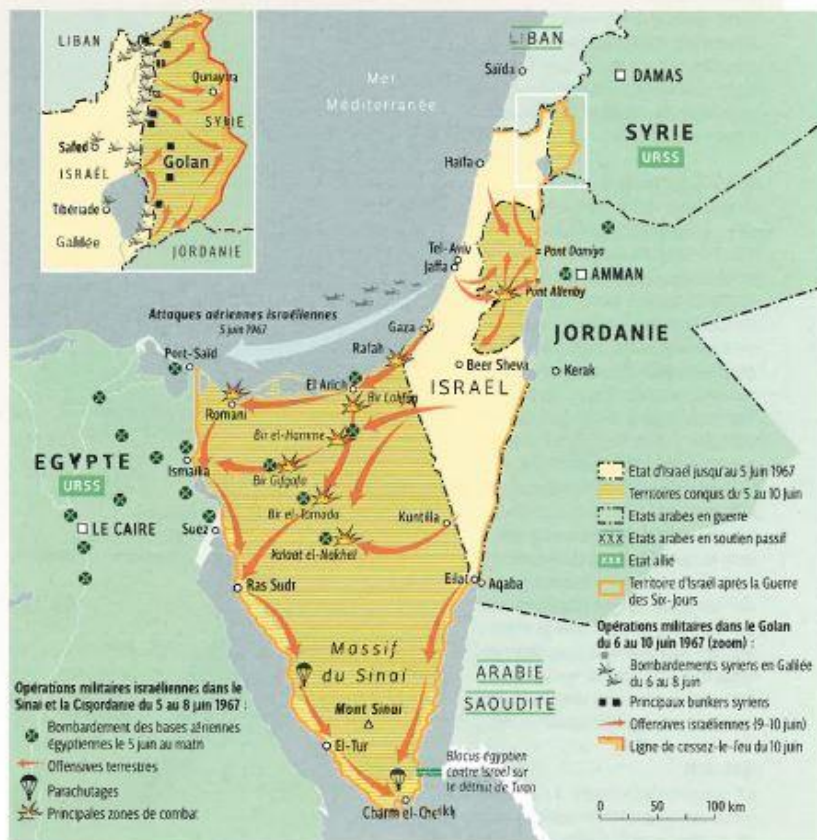 LIBAN
Qunaytra
SYRIE
Safed
Golan
ISRAËL
Tibériade
Galilée
JORDANIE
Mer
Méditerranée
LIBAN
Saïda
DAMAS
SYRIE
URSS
Haïfa
Tel-Aviv
Jaffa
Pont Damiya
AMMAN
Pont Allenby
JORDANIE
Attaques aériennes israéliennes
5 juin 1967
Gaza
Rafah
Port-Saïd
El Arich
Beer Sheva
Kerak
ISRAËL
Bir Lahfan
Romani
Bir el-Hamme
EGYPTE
URSS
Ismaïlia
Bir Gifgafa
Bir el-Tamada
LE CAIRE
Suez
Kuntilla
Kalaat el-Nakhel
Ras Sudr
Eilat
Aqaba
Massif
du Sinaï
Mont Sinaï
ARABIE
SAOUDITE
El-Tur
Blocus égyptien
contre Israël sur
le détroit de Tiran
Charm el-Cheikh
Etat d'Israël jusqu'au 5 Juin 1967
Territoires conquis du 5 au 10 Juin
Etats arabes en guerre
XXX Etats arabes en soutien passif
XXX Etat allié
Territoire d'Israël après la Guerre
des Six-Jours
Opérations militaires dans le Golan
du 6 au 10 juin 1967 (zoom) :
Bombardements syriens en Galilée
du 6 au 8 juin
Principaux bunkers syriens
Offensives israéliennes (9-10 juin)
Ligne de cessez-le-feu du 10 juin
0 50 100 km
Opérations militaires israéliennes dans le
Sinaï et la Cisjordanie du 5 au 8 juin 1967 :
Bombardement des bases aériennes
égyptiennes le 5 juin au matin
Offensives terrestres
Parachutages
Principales zones de combat